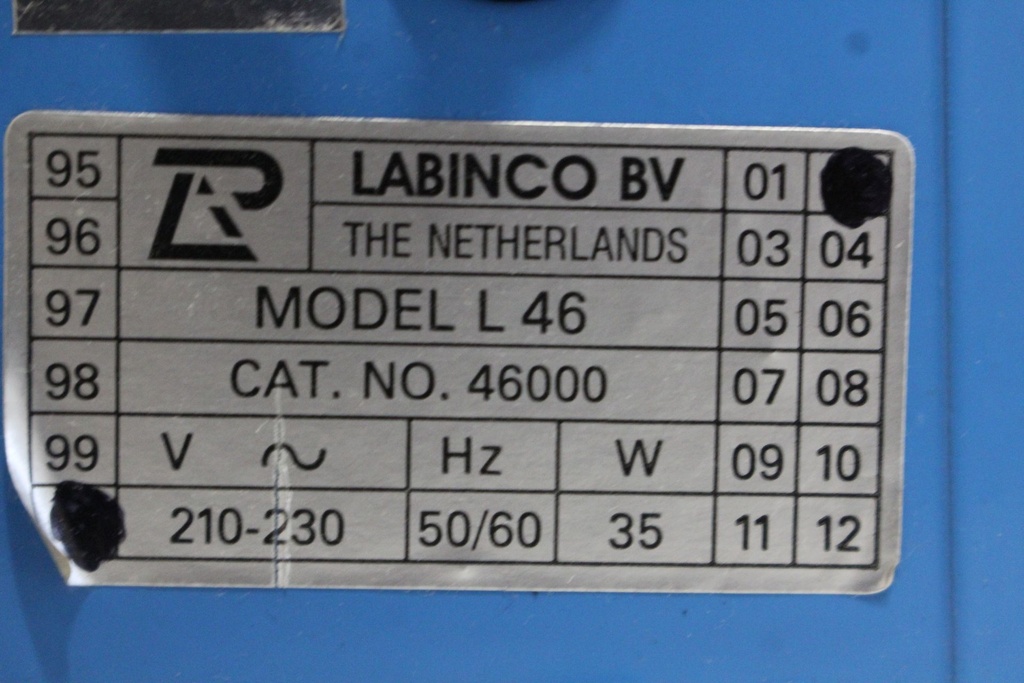 95 LABINCO BV 01
96 THE NETHERLANDS 03 04
97 MODEL L 46 05 06
98 CAT. NO. 46000 07 08
99 V ~ Hz W 09 10
210-230 50/60 35 11 12